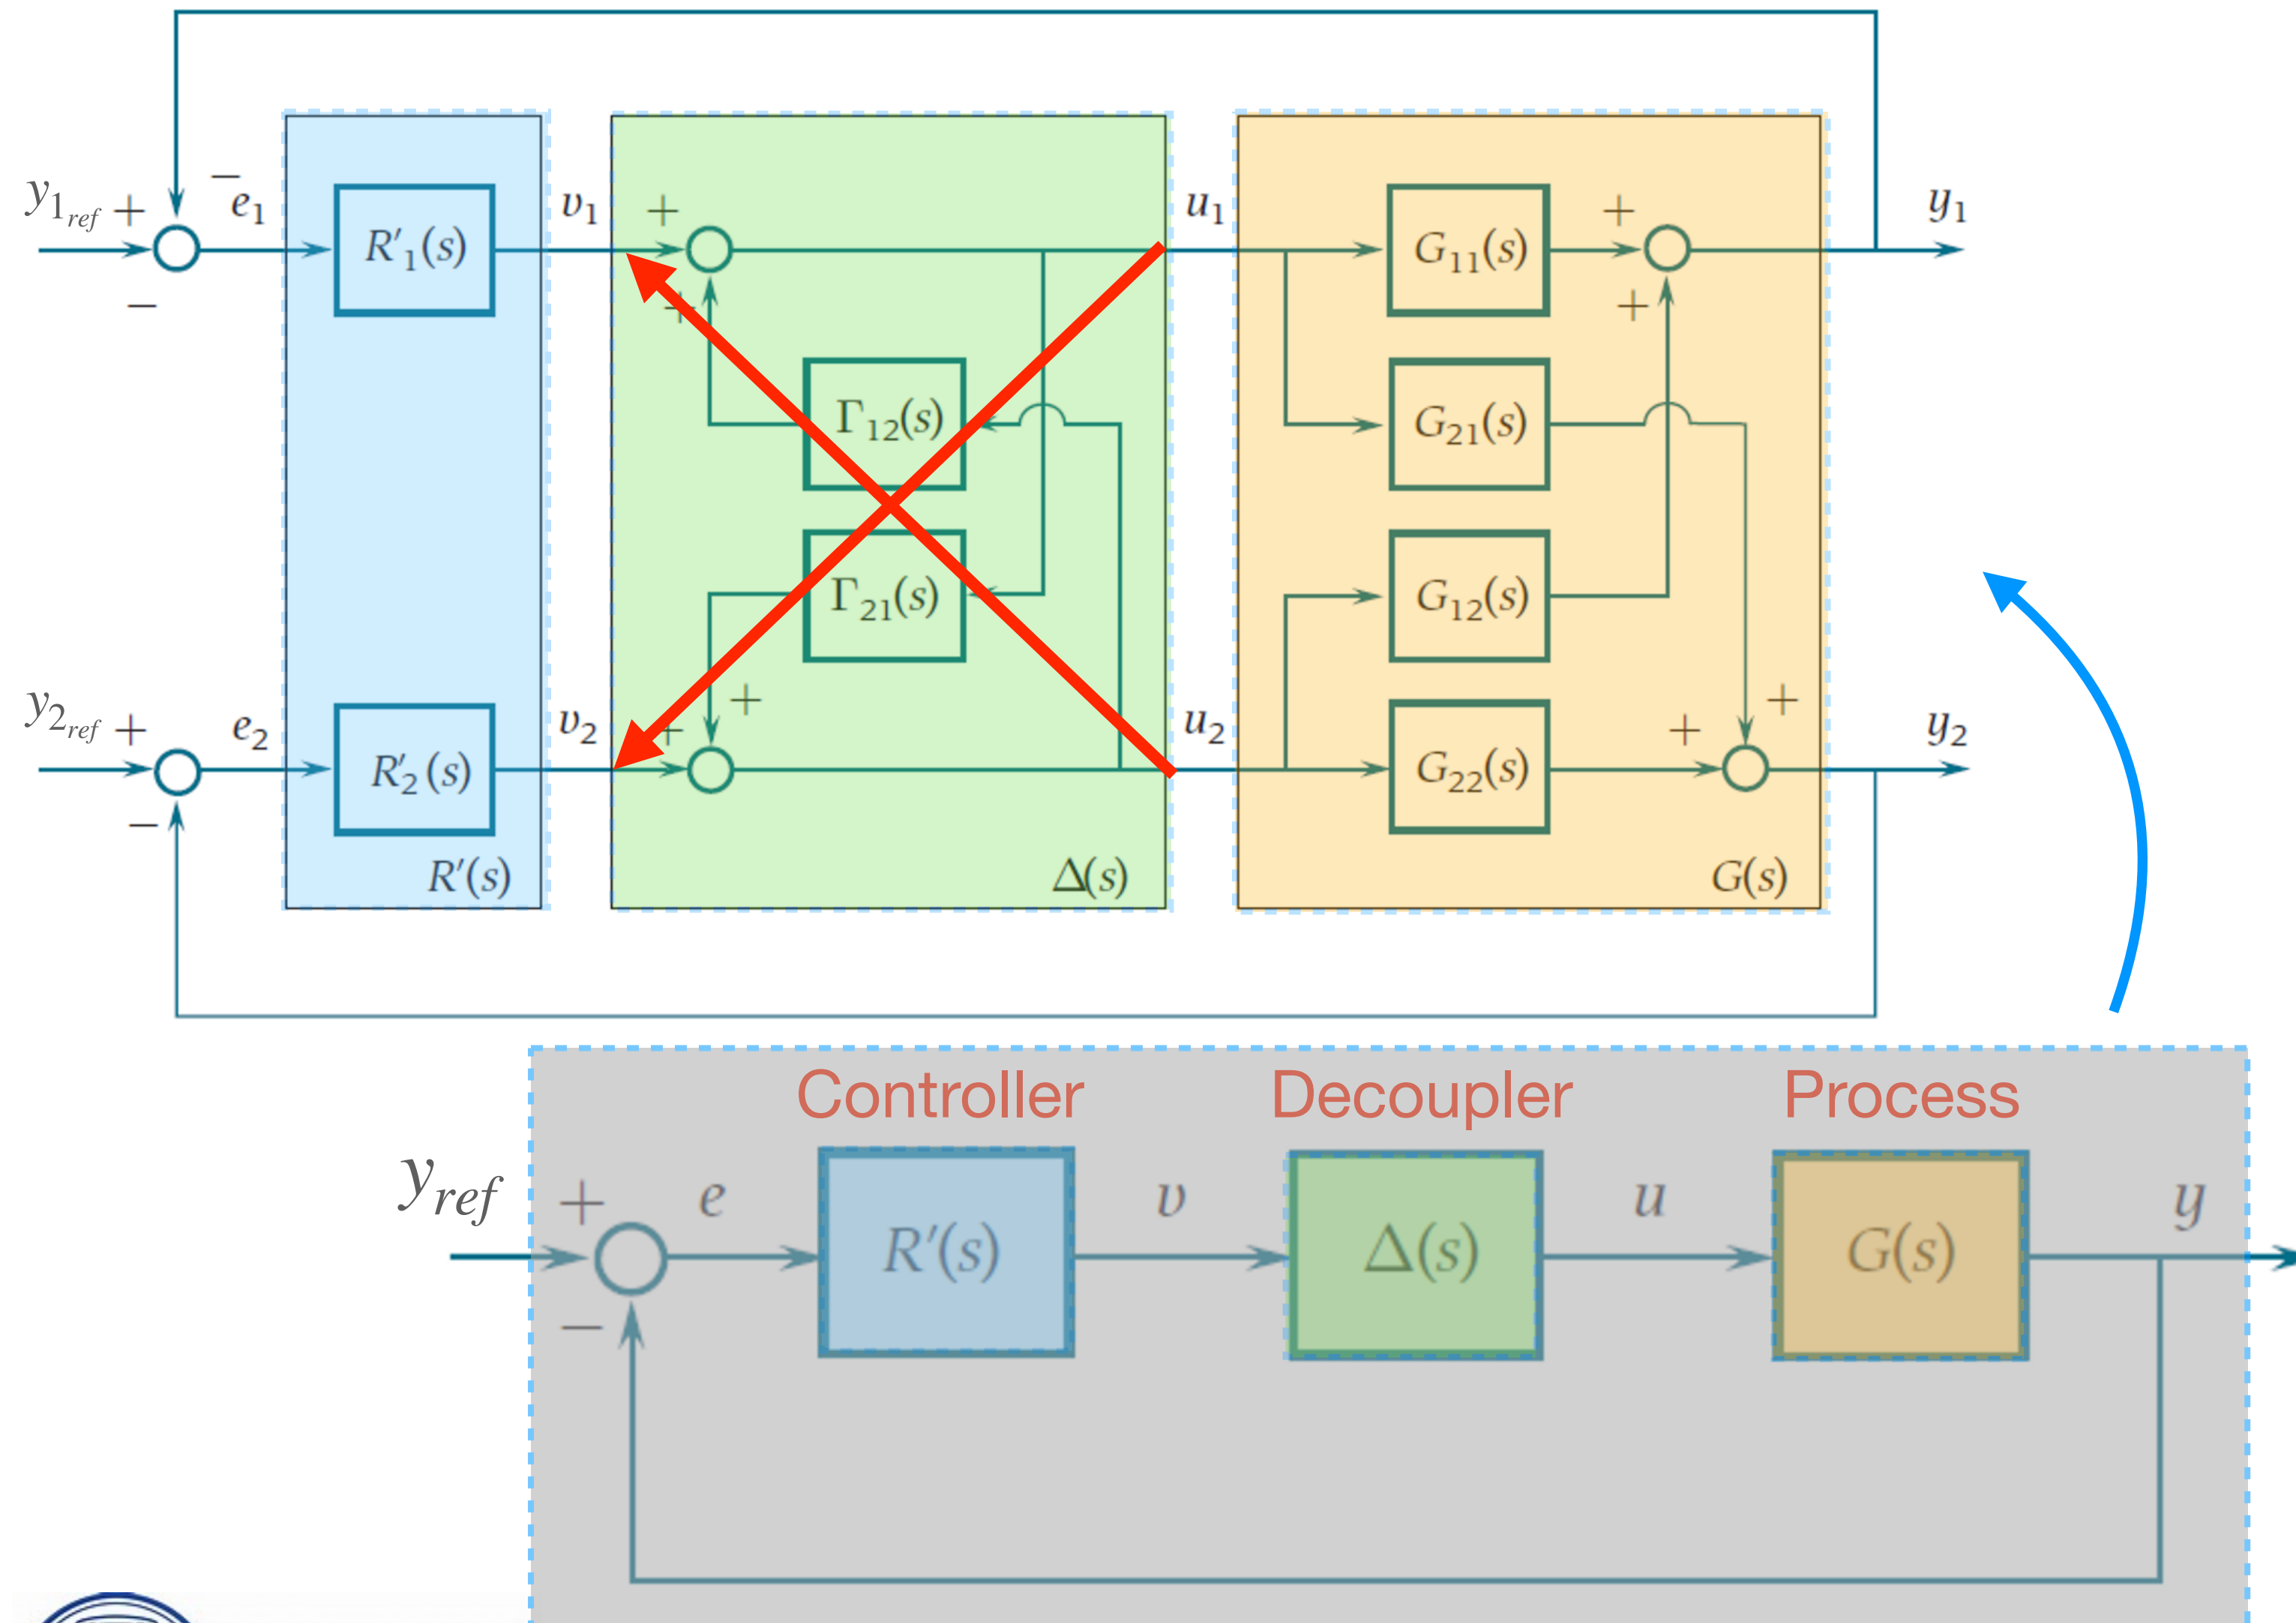 −
y₁ref + e₁ R′₁(s) v₁ + u₁ G₁₁(s) + y₁
− + +
Γ₁₂(s) G₂₁(s)
Γ₂₁(s) G₁₂(s)
+ +
y₂ref + e₂ R′₂(s) v₂ + u₂ G₂₂(s) + y₂
−
R′(s) Δ(s) G(s)
Controller Decoupler Process
y_ref + e R′(s) v Δ(s) u G(s) y
−